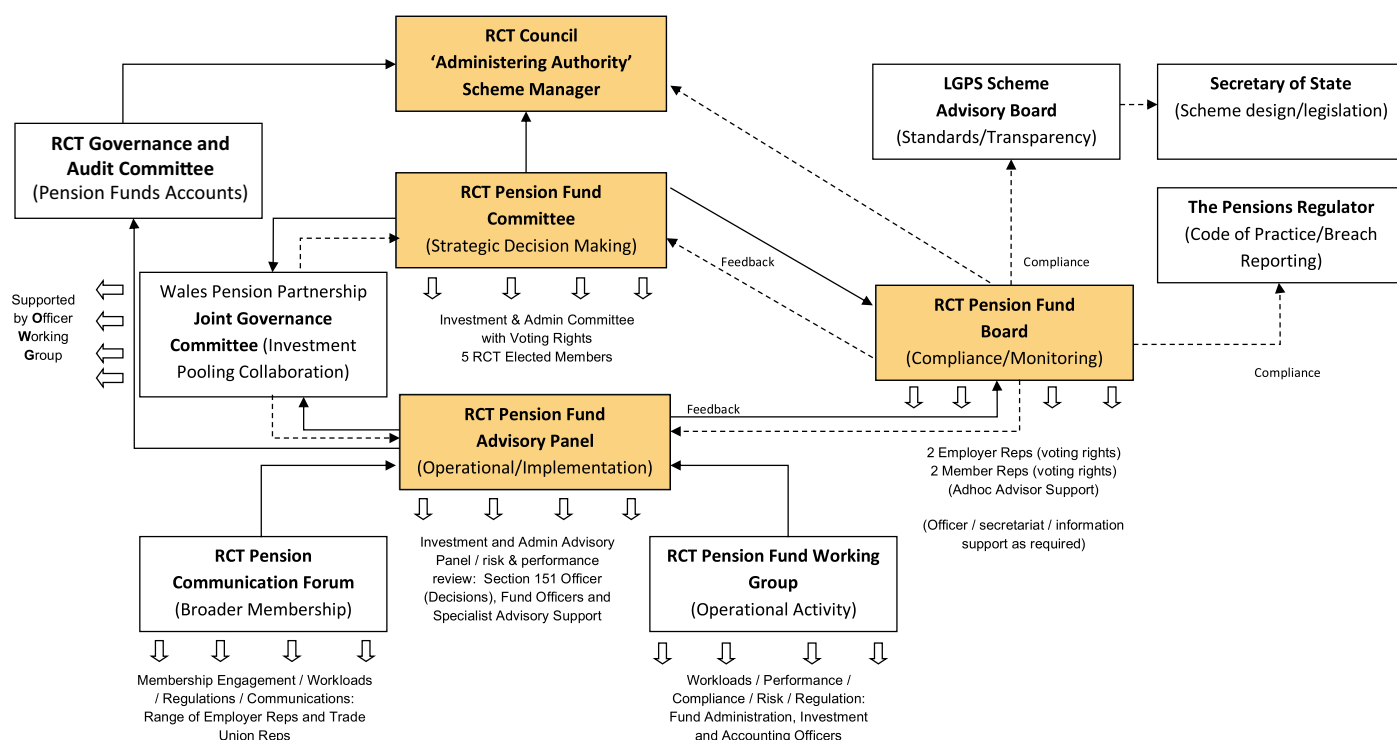 RCT Council
‘Administering Authority’
Scheme Manager
LGPS Scheme
Advisory Board
(Standards/Transparency)
Secretary of State
(Scheme design/legislation)
RCT Governance and
Audit Committee
(Pension Funds Accounts)
RCT Pension Fund
Committee
(Strategic Decision Making)
The Pensions Regulator
(Code of Practice/Breach
Reporting)
Feedback
Compliance
Supported
by Officer
Working
Group
Wales Pension Partnership
Joint Governance
Committee (Investment
Pooling Collaboration)
Investment & Admin Committee
with Voting Rights
5 RCT Elected Members
RCT Pension Fund
Board
(Compliance/Monitoring)
Compliance
RCT Pension Fund
Advisory Panel
(Operational/Implementation)
Feedback
2 Employer Reps (voting rights)
2 Member Reps (voting rights)
(Adhoc Advisor Support)
(Officer / secretariat / information
support as required)
RCT Pension
Communication Forum
(Broader Membership)
Investment and Admin Advisory
Panel / risk & performance
review: Section 151 Officer
(Decisions), Fund Officers and
Specialist Advisory Support
RCT Pension Fund Working
Group
(Operational Activity)
Membership Engagement / Workloads
/ Regulations / Communications:
Range of Employer Reps and Trade
Union Reps
Workloads / Performance /
Compliance / Risk / Regulation:
Fund Administration, Investment
and Accounting Officers